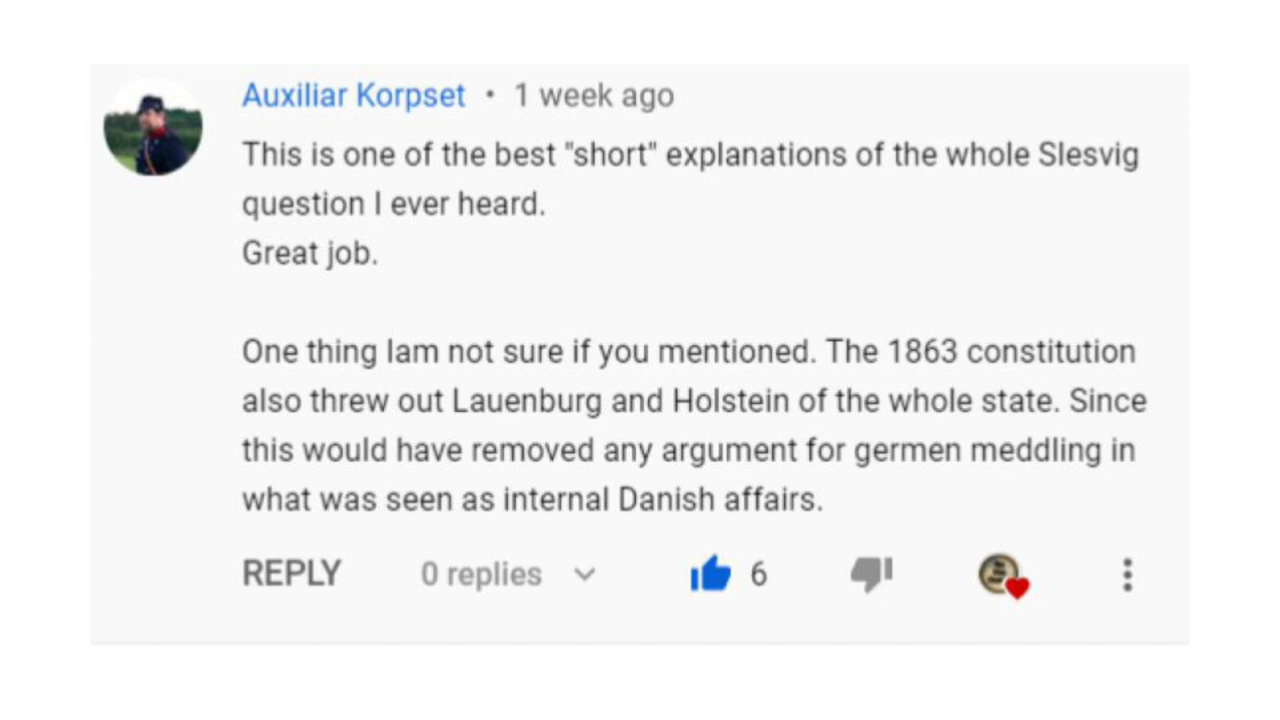 Auxiliar Korpset • 1 week ago
This is one of the best "short" explanations of the whole Slesvig
question I ever heard.
Great job.
One thing Iam not sure if you mentioned. The 1863 constitution
also threw out Lauenburg and Holstein of the whole state. Since
this would have removed any argument for germen meddling in
what was seen as internal Danish affairs.
REPLY 0 replies 6